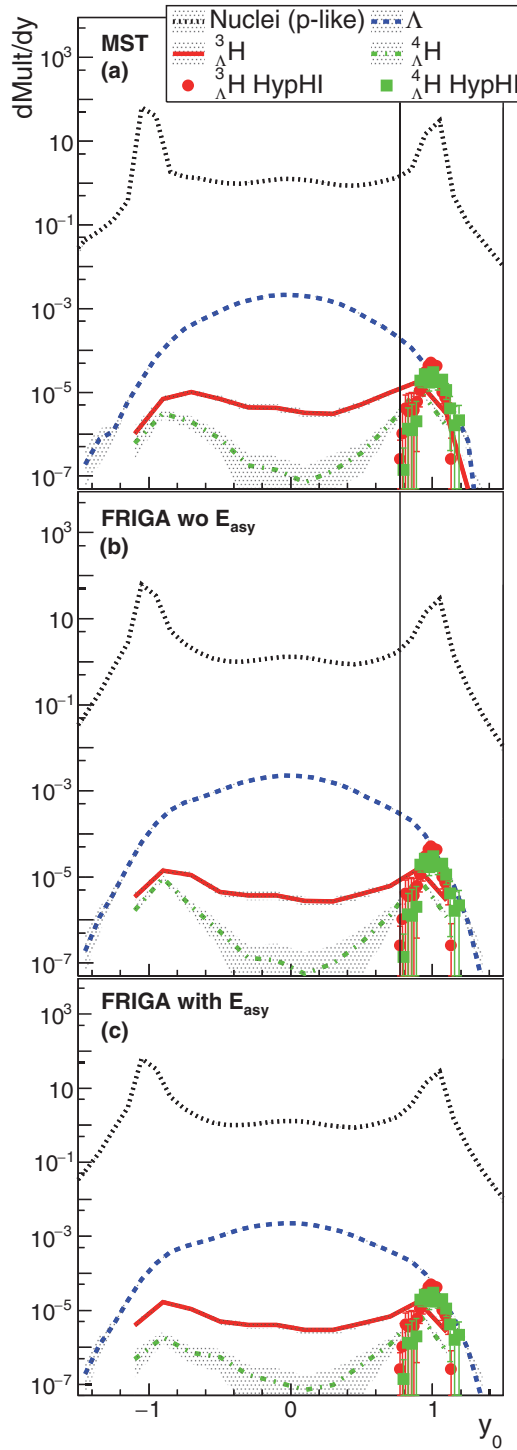 Nuclei (p-like)
Λ
³ΛH
⁴ΛH
³ΛH HypHI
⁴ΛH HypHI
dMult/dy
MST
(a)
10³
10
10⁻¹
10⁻³
10⁻⁵
10⁻⁷
FRIGA wo E_asy
(b)
10³
10
10⁻¹
10⁻³
10⁻⁵
10⁻⁷
FRIGA with E_asy
(c)
10³
10
10⁻¹
10⁻³
10⁻⁵
10⁻⁷
−1
0
1
y₀